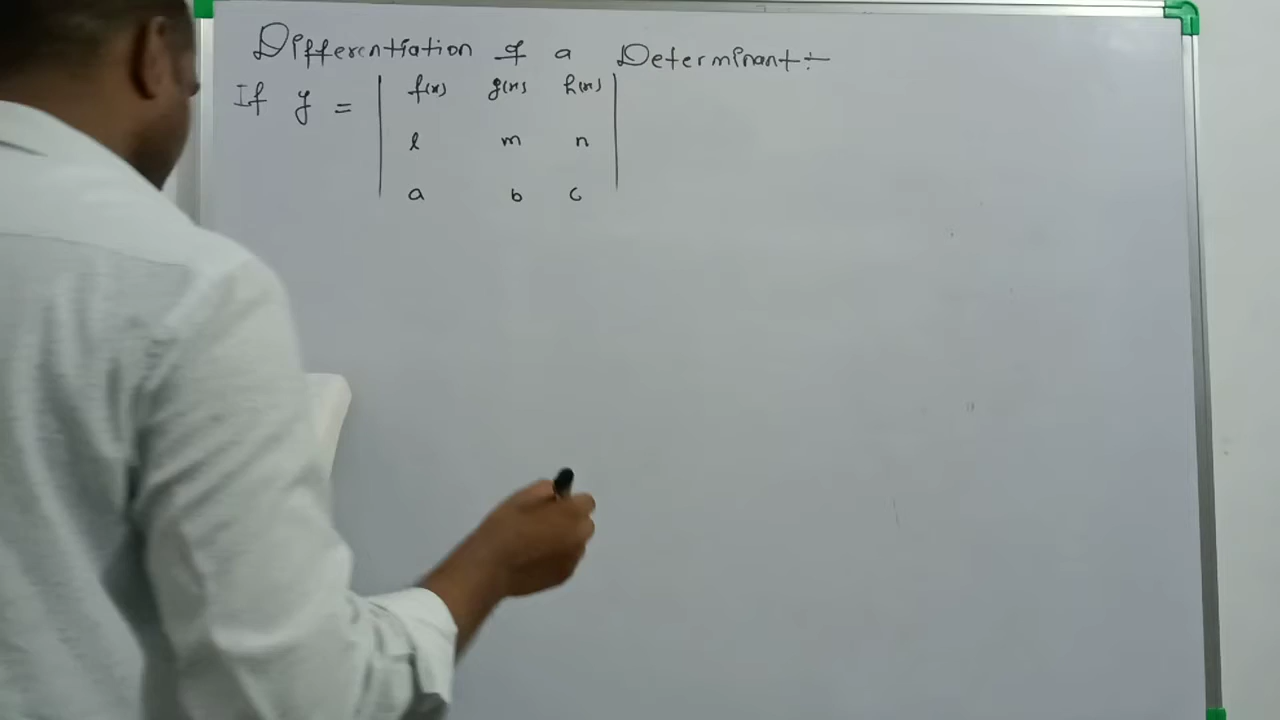 Differentiation of a Determinant :-
If y = | f(x) g(x) h(x) |
l m n
a b c